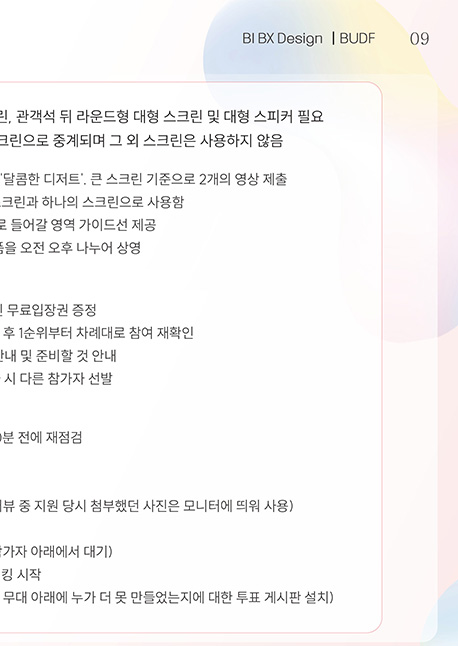 BI BX Design | BUDF 09
관객석 뒤 라운드형 대형 스크린 및 대형 스피커 필요
중계되며 그 외 스크린은 사용하지 않음
'달콤한 디저트', 큰 스크린 기준으로 2개의 영상 제출
스크린과 하나의 스크린으로 사용함
로 들어갈 영역 가이드선 제공
오전 오후 나누어 상영
무료입장권 증정
후 1순위부터 차례대로 참여 재확인
안내 및 준비할 것 안내
시 다른 참가자 선발
0분 전에 재점검
중 지원 당시 첨부했던 사진은 모니터에 띄워 사용)
참가자 아래에서 대기)
킹 시작
무대 아래에 누가 더 못 만들었는지에 대한 투표 게시판 설치)